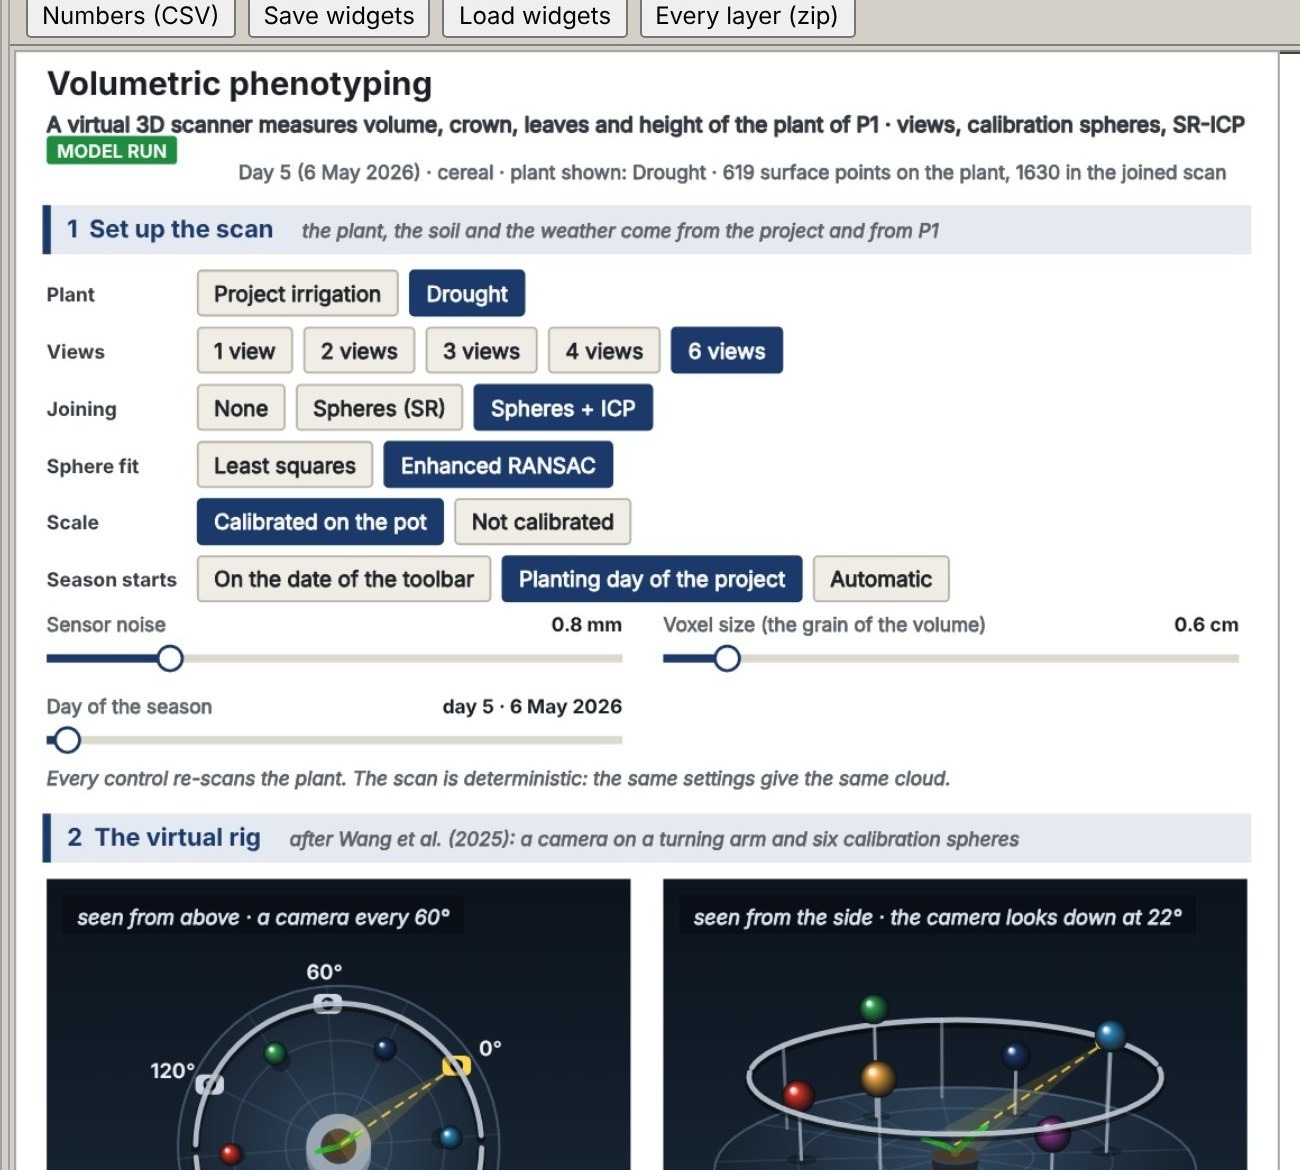 Numbers (CSV) Save widgets Load widgets Every layer (zip)
Volumetric phenotyping
A virtual 3D scanner measures volume, crown, leaves and height of the plant of P1 · views, calibration spheres, SR-ICP
MODEL RUN
Day 5 (6 May 2026) · cereal · plant shown: Drought · 619 surface points on the plant, 1630 in the joined scan
1 Set up the scan the plant, the soil and the weather come from the project and from P1
Plant Project irrigation Drought
Views 1 view 2 views 3 views 4 views 6 views
Joining None Spheres (SR) Spheres + ICP
Sphere fit Least squares Enhanced RANSAC
Scale Calibrated on the pot Not calibrated
Season starts On the date of the toolbar Planting day of the project Automatic
Sensor noise 0.8 mm Voxel size (the grain of the volume) 0.6 cm
Day of the season day 5 · 6 May 2026
Every control re-scans the plant. The scan is deterministic: the same settings give the same cloud.
2 The virtual rig after Wang et al. (2025): a camera on a turning arm and six calibration spheres
seen from above · a camera every 60° seen from the side · the camera looks down at 22°
60°
0°
120°